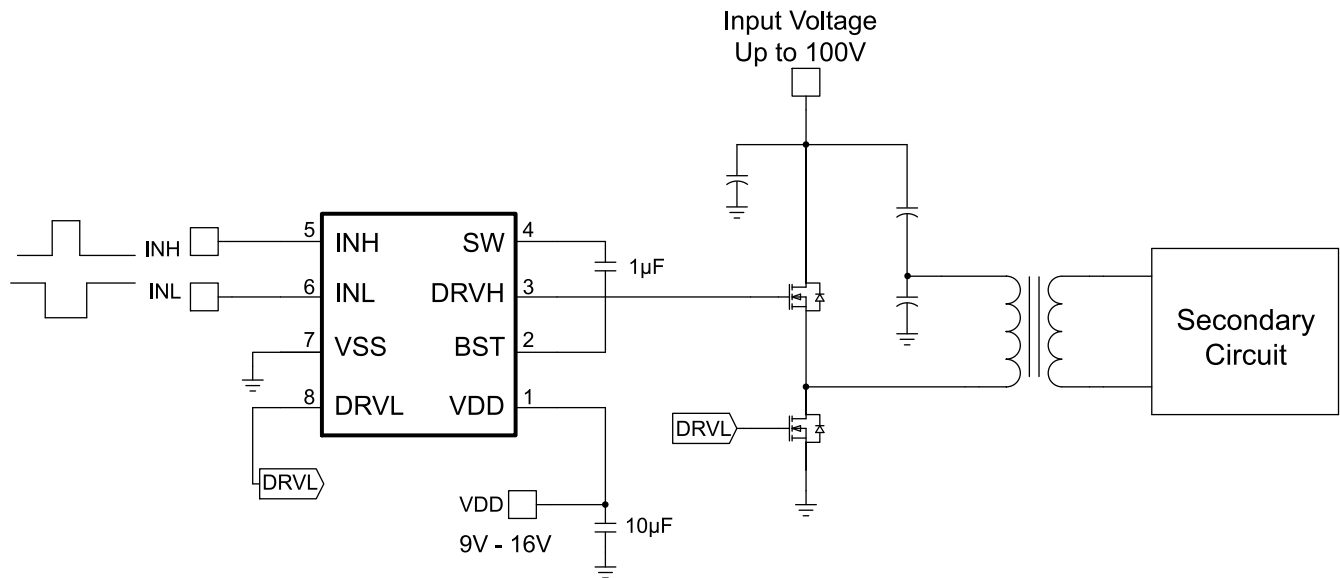 Input Voltage
Up to 100V
INH
INL
5
6
7
8
INH
INL
VSS
DRVL
SW
DRVH
BST
VDD
4
3
2
1
1µF
DRVL
VDD
9V - 16V
10µF
DRVL
Secondary
Circuit